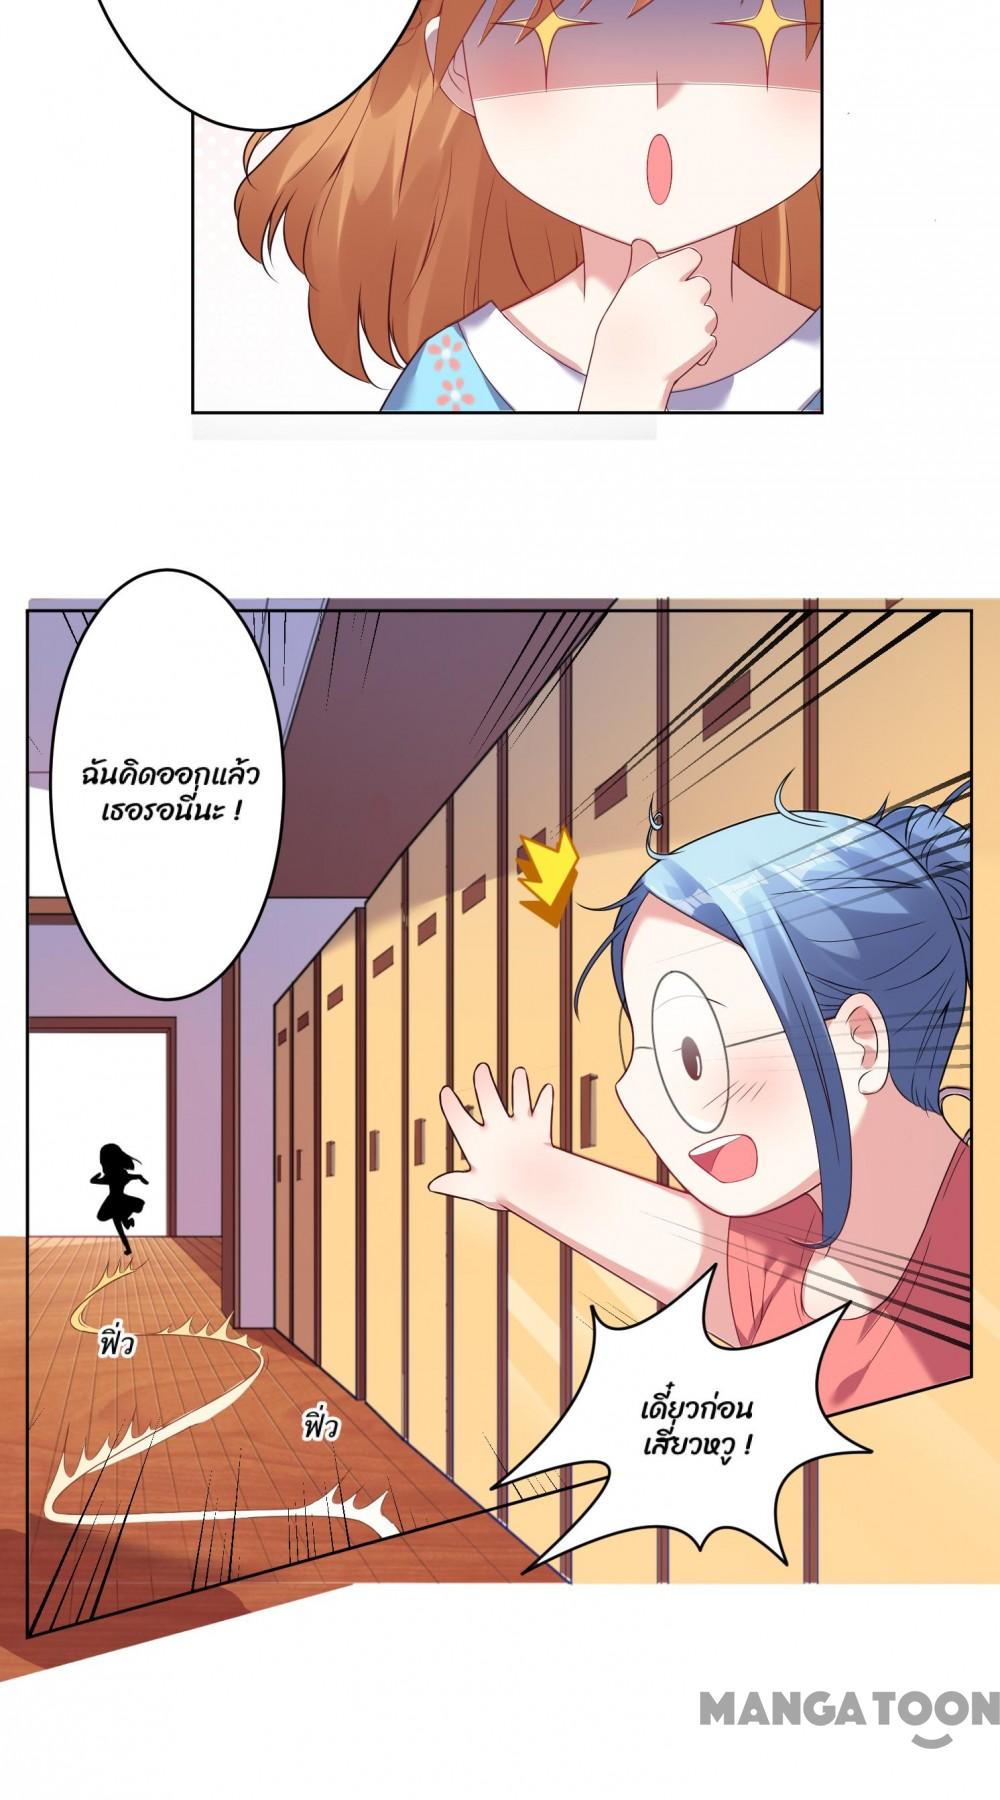 ฉันคิดออกแล้ว
เธอรอนี่นะ !
ฟิ่ว
ฟิ่ว
เดี๋ยวก่อน
เสี่ยวหวู !
MANGATOON